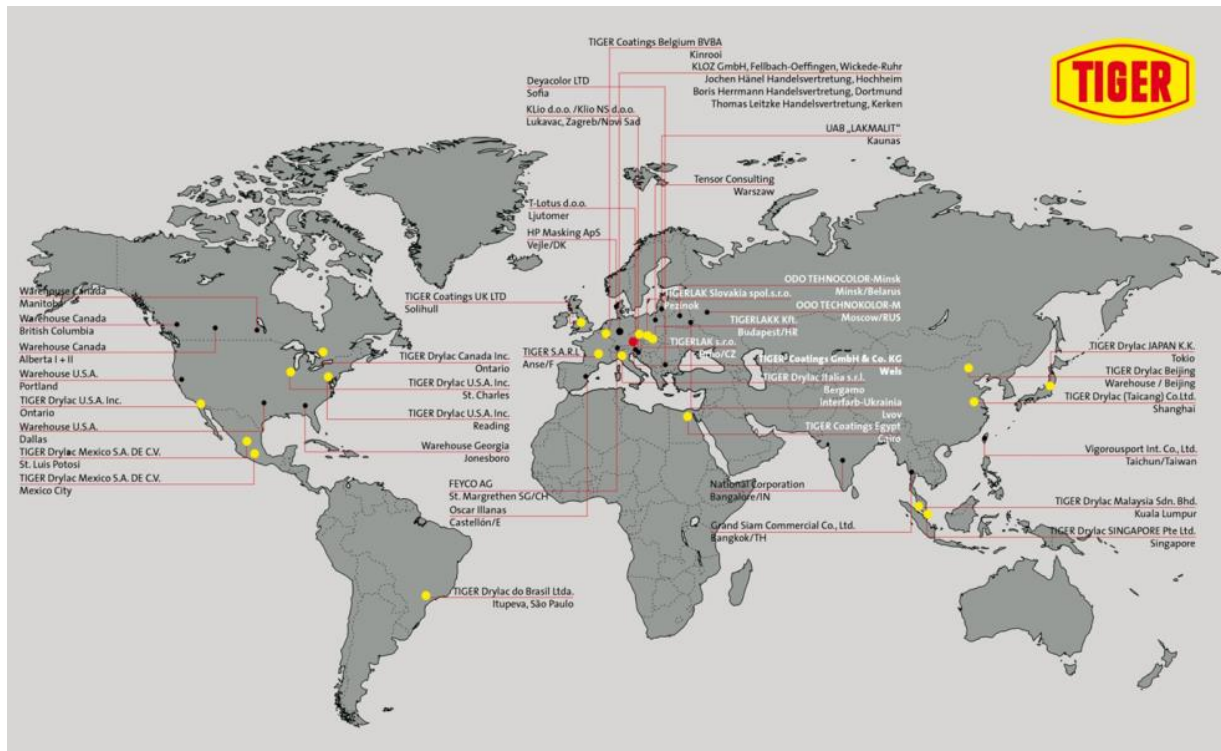 TIGER
TIGER Coatings Belgium BVBA
Kinrooi
KLOZ GmbH, Fellbach-Oeffingen, Wickede-Ruhr
Jochen Hänel Handelsvertretung, Hochheim
Boris Herrmann Handelsvertretung, Dortmund
Thomas Leitzke Handelsvertretung, Kerken
Deyacolor LTD
Sofia
KLio d.o.o. /Klio NS d.o.o.
Lukavac, Zagreb/Novi Sad
UAB „LAKMALIT“
Kaunas
Tensor Consulting
Warszaw
T-Lotus d.o.o.
Ljutomer
HP Masking ApS
Vejle/DK
ODO TEHNOCOLOR-Minsk
Minsk/Belarus
TIGERLAK Slovakia spol.s.r.o.
Pezinok
OOO TECHNOKOLOR-M
Moscow/RUS
TIGERLAKK Kft.
Budapest/HR
TIGERLAK s.r.o.
Brno/CZ
TIGER Coatings GmbH & Co. KG
Wels
TIGER Drylac Italia s.r.l.
Bergamo
Interfarb-Ukrainia
Lvov
TIGER Coatings Egypt
Cairo
TIGER Coatings UK LTD
Solihull
TIGER S.A.R.L
Anse/F
Warehouse Canada
Manitoba
Warehouse Canada
British Columbia
Warehouse Canada
Alberta I + II
Warehouse U.S.A.
Portland
TIGER Drylac U.S.A. Inc.
Ontario
Warehouse U.S.A.
Dallas
TIGER Drylac Mexico S.A. DE C.V.
St. Luis Potosi
TIGER Drylac Mexico S.A. DE C.V.
Mexico City
TIGER Drylac Canada Inc.
Ontario
TIGER Drylac U.S.A. Inc.
St. Charles
TIGER Drylac U.S.A. Inc.
Reading
Warehouse Georgia
Jonesboro
FEYCO AG
St. Margrethen SG/CH
Oscar Illanas
Castellón/E
TIGER Drylac do Brasil Ltda.
Itupeva, São Paulo
TIGER Drylac JAPAN K.K.
Tokio
TIGER Drylac Beijing
Warehouse / Beijing
TIGER Drylac (Taicang) Co.Ltd.
Shanghai
Vigorousport Int. Co., Ltd.
Taichun/Taiwan
National Corporation
Bangalore/IN
Grand Siam Commercial Co., Ltd.
Bangkok/TH
TIGER Drylac Malaysia Sdn. Bhd.
Kuala Lumpur
TIGER Drylac SINGAPORE Pte Ltd.
Singapore